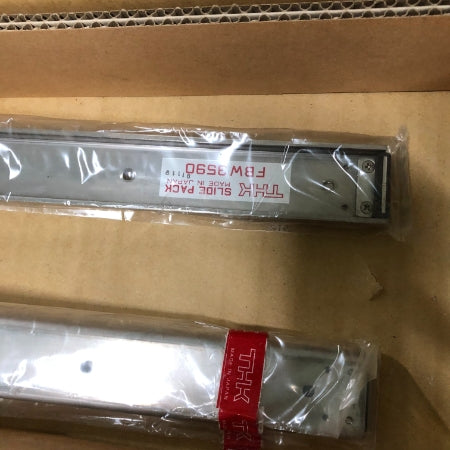 THK SLIDE PACK
MADE IN JAPAN
FBW 3590
THK
MADE IN JAPAN